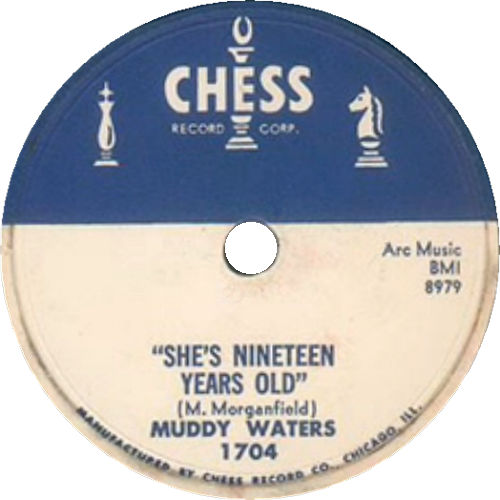 CHESS
RECORD CORP.
Arc Music
BMI
8979
"SHE'S NINETEEN
YEARS OLD"
(M. Morganfield)
MUDDY WATERS
1704
MANUFACTURED BY CHESS RECORD CO., CHICAGO, ILL.